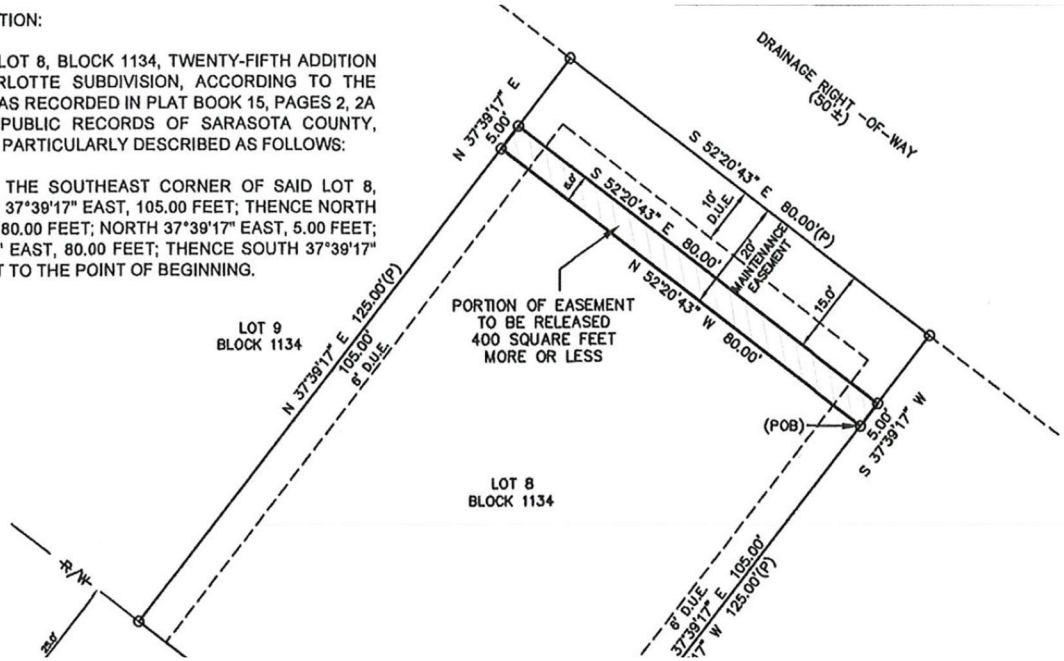 TION:
LOT 8, BLOCK 1134, TWENTY-FIFTH ADDITION
RLOTTE SUBDIVISION, ACCORDING TO THE
AS RECORDED IN PLAT BOOK 15, PAGES 2, 2A
PUBLIC RECORDS OF SARASOTA COUNTY,
PARTICULARLY DESCRIBED AS FOLLOWS:
THE SOUTHEAST CORNER OF SAID LOT 8,
37°39'17" EAST, 105.00 FEET; THENCE NORTH
80.00 FEET; NORTH 37°39'17" EAST, 5.00 FEET;
' EAST, 80.00 FEET; THENCE SOUTH 37°39'17"
T TO THE POINT OF BEGINNING.
DRAINAGE RIGHT-OF-WAY
(50'±)
N 37°39'17" E
5.00'
S 52°20'43" E 80.00'(P)
10'
D.U.E.
20'
MAINTENANCE
EASEMENT
15.0'
S 52°20'43" E 80.00'
N 52°20'43" W 80.00'
PORTION OF EASEMENT
TO BE RELEASED
400 SQUARE FEET
MORE OR LESS
LOT 9
BLOCK 1134
N 37°39'17" E 125.00'(P)
105.00'
6' D.U.E.
(POB)
5.00'
S 37°39'17" W
LOT 8
BLOCK 1134
6' D.U.E.
37°39'17" E 105.00'
17" W 125.00'(P)
R/W
25.0'